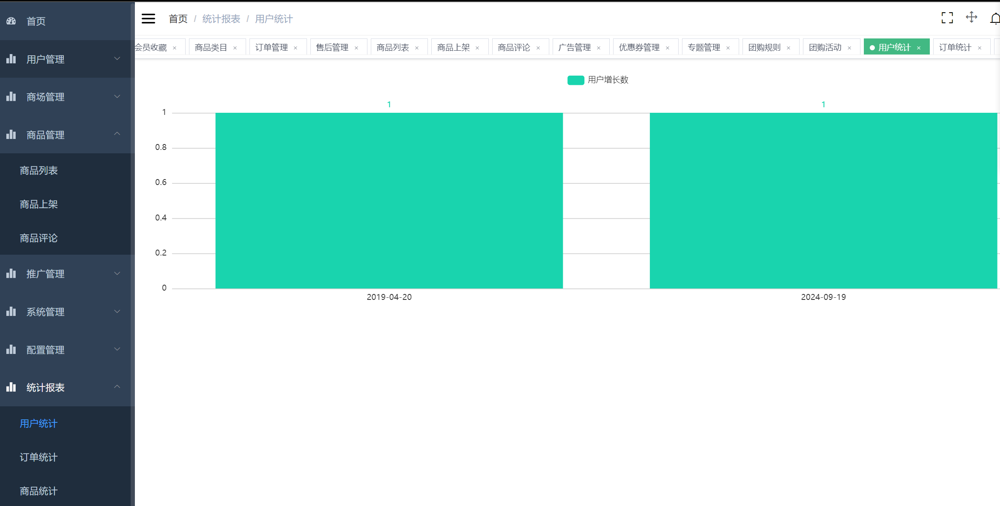 首页
用户管理
商场管理
商品管理
商品列表
商品上架
商品评论
推广管理
系统管理
配置管理
统计报表
用户统计
订单统计
商品统计
首页 / 统计报表 / 用户统计
会员收藏 × 商品类目 × 订单管理 × 售后管理 × 商品列表 × 商品上架 × 商品评论 × 广告管理 × 优惠券管理 × 专题管理 × 团购规则 × 团购活动 × 用户统计 × 订单统计 ×
用户增长数
1 1
1
0.8
0.6
0.4
0.2
0
2019-04-20 2024-09-19